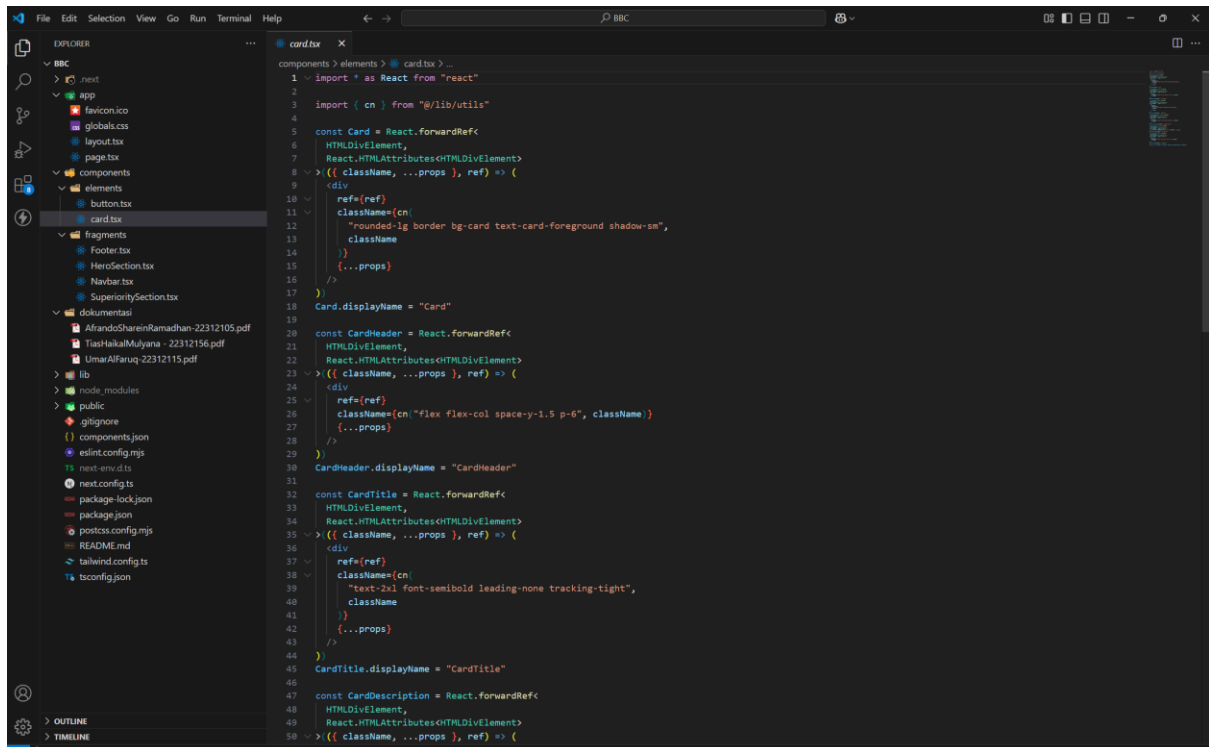 File Edit Selection View Go Run Terminal Help
BBC
EXPLORER
BBC
.next
app
favicon.ico
globals.css
layout.tsx
page.tsx
components
elements
button.tsx
card.tsx
fragments
Footer.tsx
HeroSection.tsx
Navbar.tsx
SuperioritySection.tsx
dokumentasi
AfrandoShareinRamadhan-22312105.pdf
TiasHaikalMulyana - 22312156.pdf
UmarAlFaruq-22312115.pdf
lib
node_modules
public
.gitignore
components.json
eslint.config.mjs
next-env.d.ts
next.config.ts
package-lock.json
package.json
postcss.config.mjs
README.md
tailwind.config.ts
tsconfig.json
OUTLINE
TIMELINE
card.tsx
components > elements > card.tsx > ...
1 import * as React from "react"
2
3 import { cn } from "@/lib/utils"
4
5 const Card = React.forwardRef<
6 HTMLDivElement,
7 React.HTMLAttributes<HTMLDivElement>
8 >(({ className, ...props }, ref) => (
9 <div
10 ref={ref}
11 className={cn(
12 "rounded-lg border bg-card text-card-foreground shadow-sm",
13 className
14 )}
15 {...props}
16 />
17 ))
18 Card.displayName = "Card"
19
20 const CardHeader = React.forwardRef<
21 HTMLDivElement,
22 React.HTMLAttributes<HTMLDivElement>
23 >(({ className, ...props }, ref) => (
24 <div
25 ref={ref}
26 className={cn("flex flex-col space-y-1.5 p-6", className)}
27 {...props}
28 />
29 ))
30 CardHeader.displayName = "CardHeader"
31
32 const CardTitle = React.forwardRef<
33 HTMLDivElement,
34 React.HTMLAttributes<HTMLDivElement>
35 >(({ className, ...props }, ref) => (
36 <div
37 ref={ref}
38 className={cn(
39 "text-2xl font-semibold leading-none tracking-tight",
40 className
41 )}
42 {...props}
43 />
44 ))
45 CardTitle.displayName = "CardTitle"
46
47 const CardDescription = React.forwardRef<
48 HTMLDivElement,
49 React.HTMLAttributes<HTMLDivElement>
50 >(({ className, ...props }, ref) => (